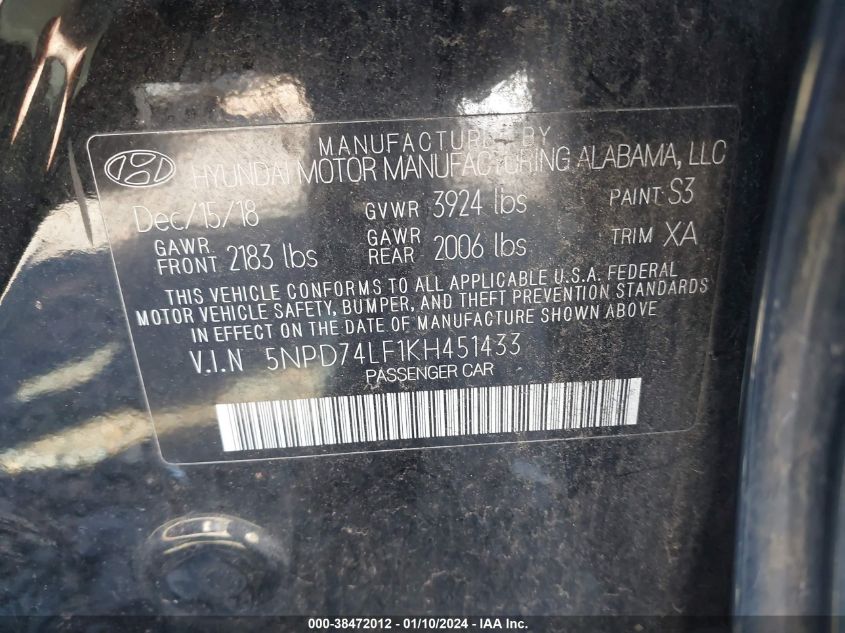 MANUFACTURED BY
HYUNDAI MOTOR MANUFACTURING ALABAMA, LLC
Dec/15/18 GVWR 3924 lbs PAINT S3
GAWR FRONT 2183 lbs GAWR REAR 2006 lbs TRIM XA
THIS VEHICLE CONFORMS TO ALL APPLICABLE U.S.A. FEDERAL
MOTOR VEHICLE SAFETY, BUMPER, AND THEFT PREVENTION STANDARDS
IN EFFECT ON THE DATE OF MANUFACTURE SHOWN ABOVE
V.I.N 5NPD74LF1KH451433
PASSENGER CAR
000-38472012 - 01/10/2024 - IAA Inc.